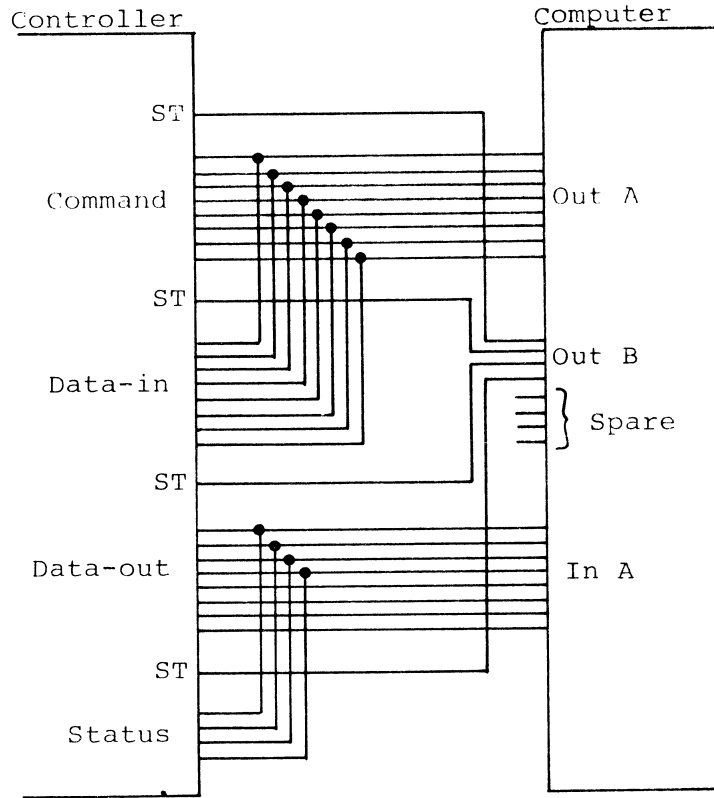 Controller
Computer
ST
Command
Out A
ST
Out B
Data-in
Spare
ST
Data-out
In A
ST
Status